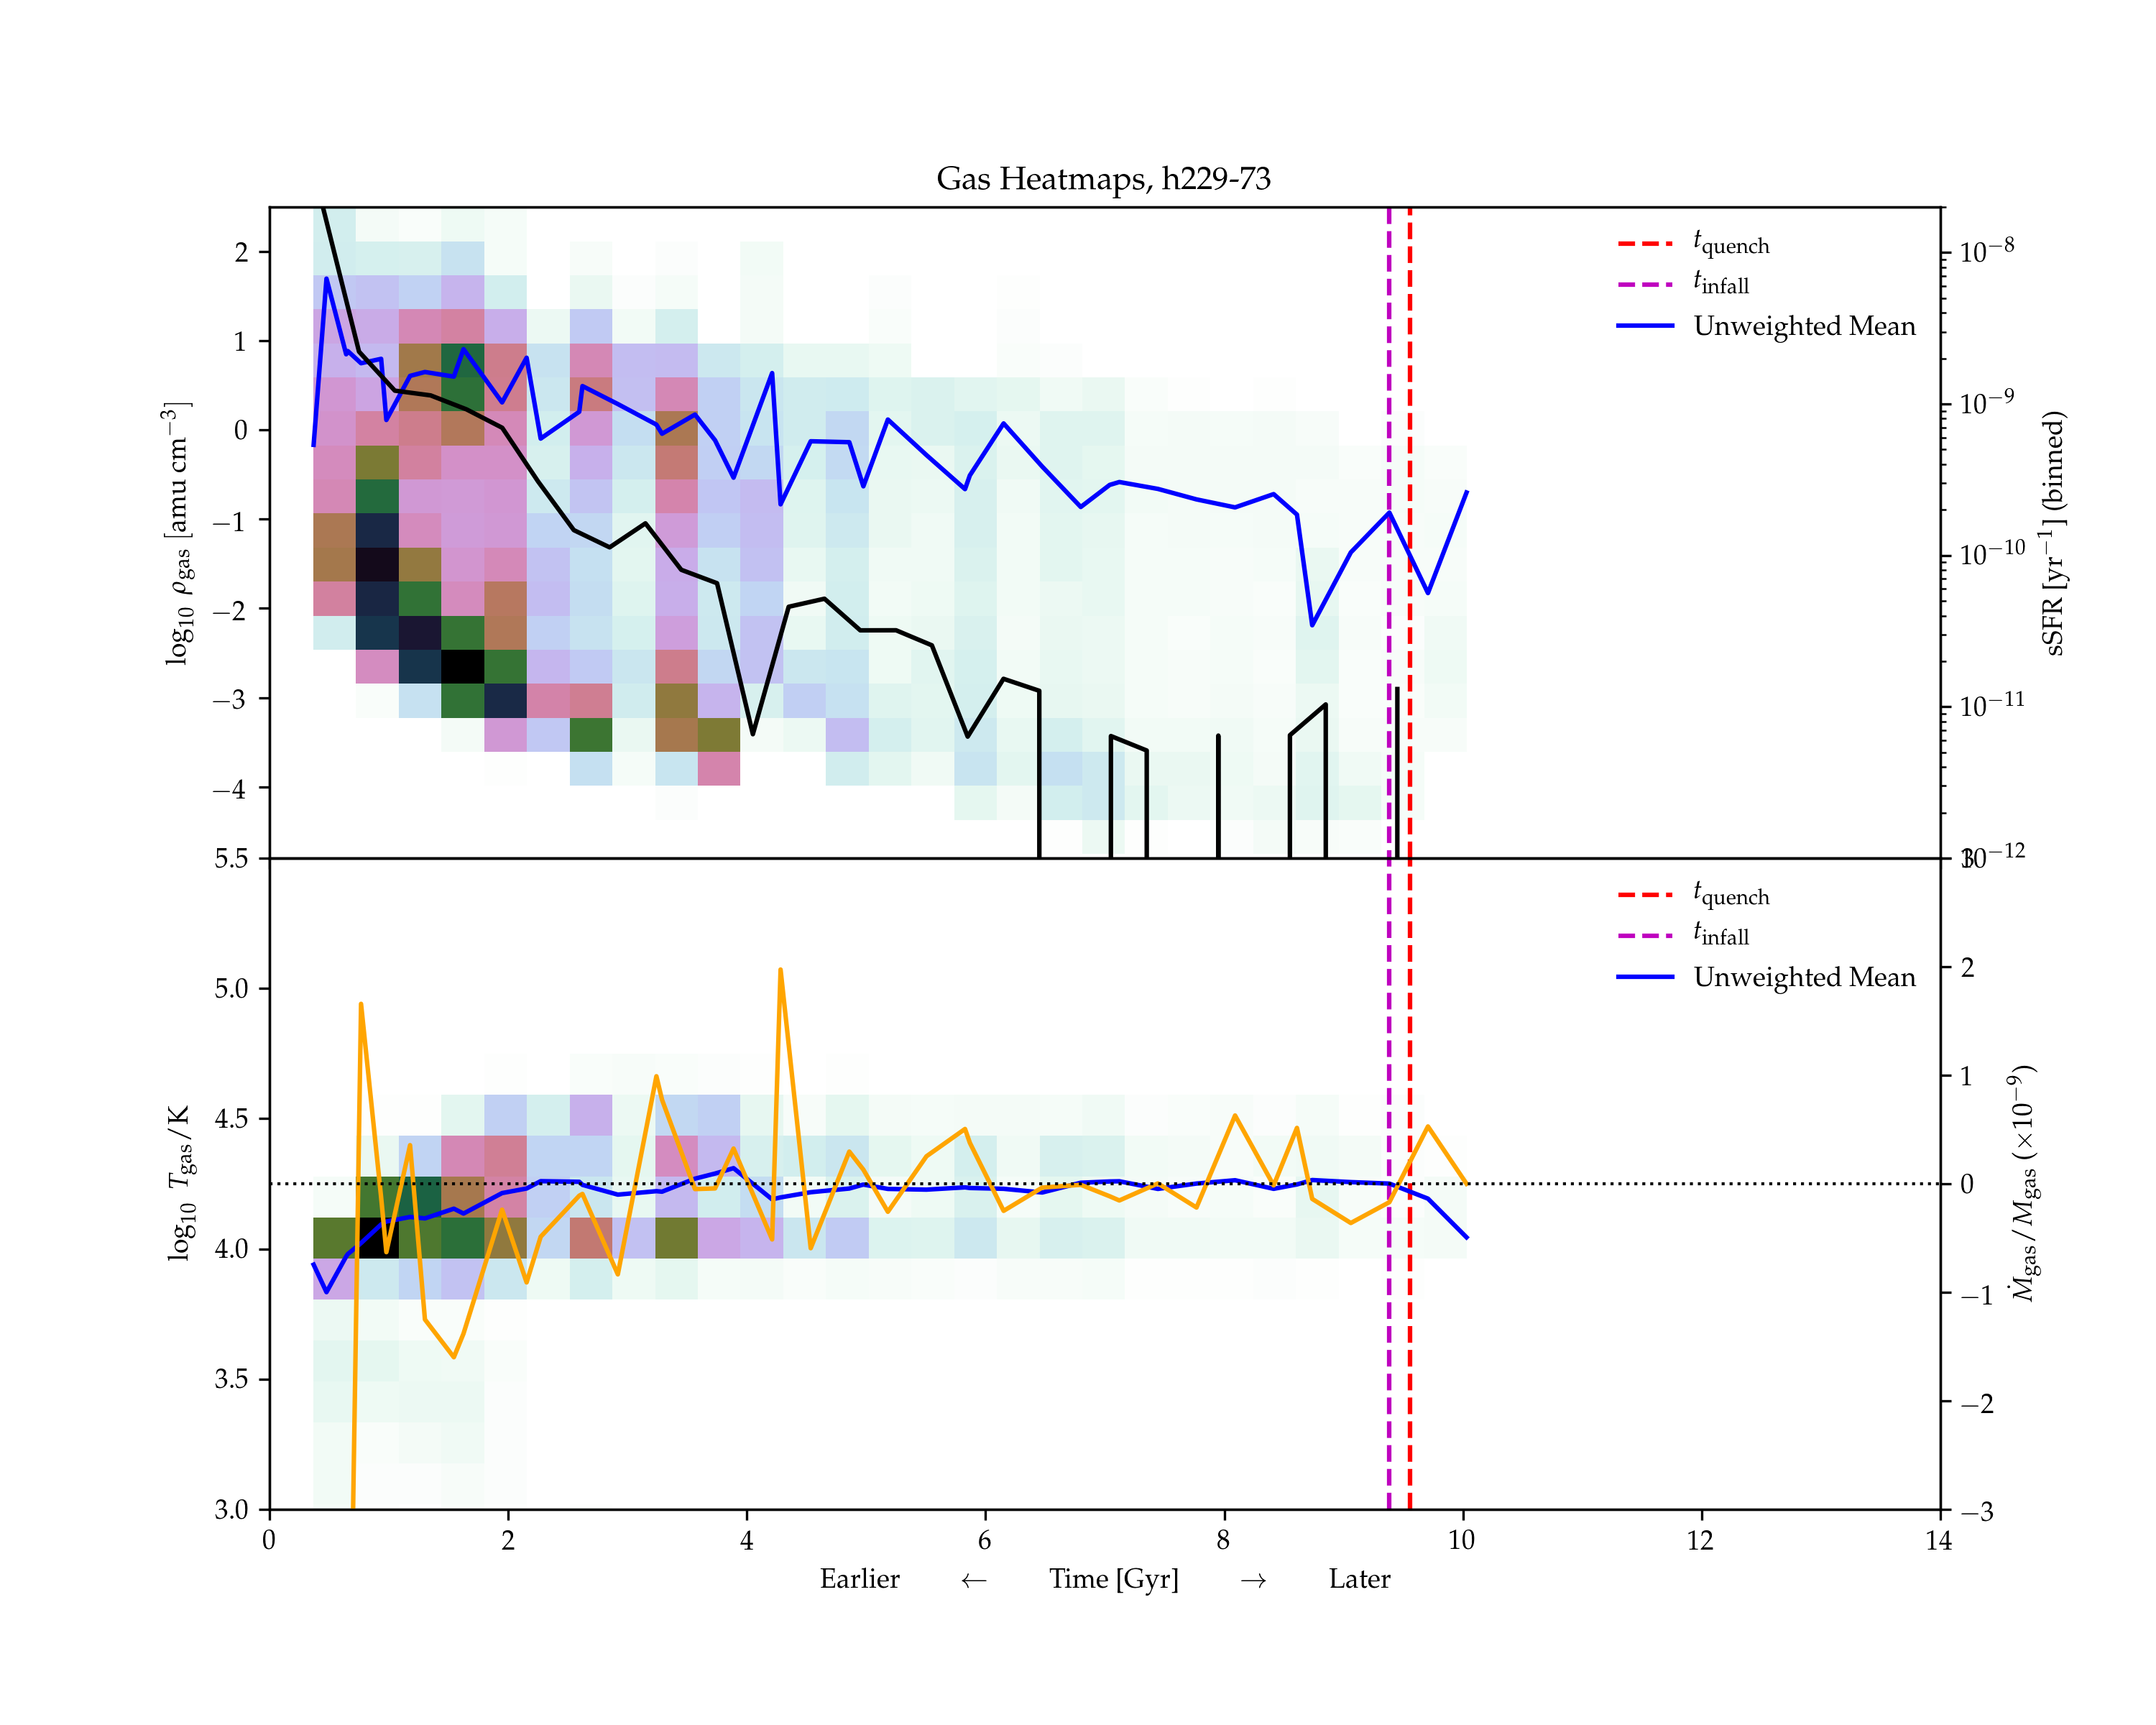 Gas Heatmaps, h229-73
2
1
0
−1
−2
−3
−4
log₁₀ ρgas [amu cm⁻³]
10⁻⁸
10⁻⁹
10⁻¹⁰
10⁻¹¹
10⁻¹²
sSFR [yr⁻¹] (binned)
tquench
tinfall
Unweighted Mean
5.5
5.0
4.5
4.0
3.5
3.0
log₁₀ Tgas/K
3
2
1
0
−1
−2
−3
Ṁgas/Mgas (×10⁻⁹)
tquench
tinfall
Unweighted Mean
0 2 4 6 8 10 12 14
Earlier ← Time [Gyr] → Later